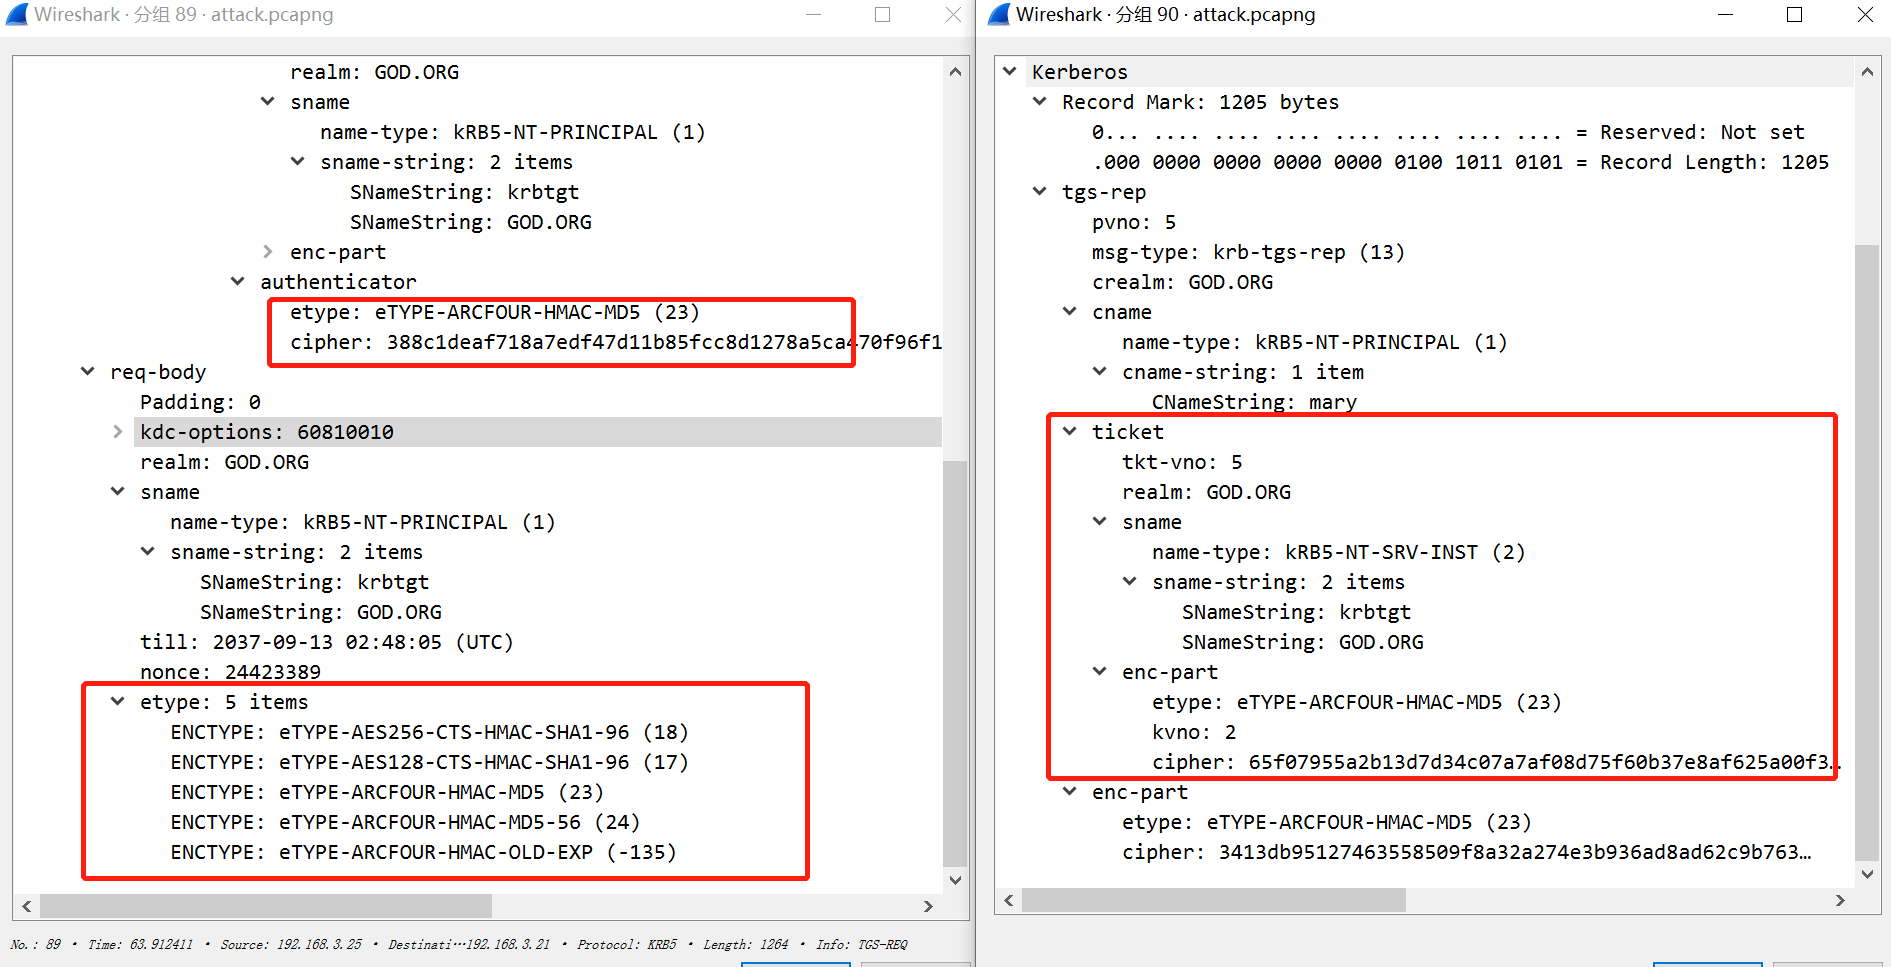 Wireshark · 分组 89 · attack.pcapng
realm: GOD.ORG
sname
name-type: kRB5-NT-PRINCIPAL (1)
sname-string: 2 items
SNameString: krbtgt
SNameString: GOD.ORG
enc-part
authenticator
etype: eTYPE-ARCFOUR-HMAC-MD5 (23)
cipher: 388c1deaf718a7edf47d11b85fcc8d1278a5ca470f96f1
req-body
Padding: 0
kdc-options: 60810010
realm: GOD.ORG
sname
name-type: kRB5-NT-PRINCIPAL (1)
sname-string: 2 items
SNameString: krbtgt
SNameString: GOD.ORG
till: 2037-09-13 02:48:05 (UTC)
nonce: 24423389
etype: 5 items
ENCTYPE: eTYPE-AES256-CTS-HMAC-SHA1-96 (18)
ENCTYPE: eTYPE-AES128-CTS-HMAC-SHA1-96 (17)
ENCTYPE: eTYPE-ARCFOUR-HMAC-MD5 (23)
ENCTYPE: eTYPE-ARCFOUR-HMAC-MD5-56 (24)
ENCTYPE: eTYPE-ARCFOUR-HMAC-OLD-EXP (-135)
No.: 89 · Time: 63.912411 · Source: 192.168.3.25 · Destinati…192.168.3.21 · Protocol: KRB5 · Length: 1264 · Info: TGS-REQ
Wireshark · 分组 90 · attack.pcapng
Kerberos
Record Mark: 1205 bytes
0... .... .... .... .... .... .... .... = Reserved: Not set
.000 0000 0000 0000 0000 0100 1011 0101 = Record Length: 1205
tgs-rep
pvno: 5
msg-type: krb-tgs-rep (13)
crealm: GOD.ORG
cname
name-type: kRB5-NT-PRINCIPAL (1)
cname-string: 1 item
CNameString: mary
ticket
tkt-vno: 5
realm: GOD.ORG
sname
name-type: kRB5-NT-SRV-INST (2)
sname-string: 2 items
SNameString: krbtgt
SNameString: GOD.ORG
enc-part
etype: eTYPE-ARCFOUR-HMAC-MD5 (23)
kvno: 2
cipher: 65f07955a2b13d7d34c07a7af08d75f60b37e8af625a00f3…
enc-part
etype: eTYPE-ARCFOUR-HMAC-MD5 (23)
cipher: 3413db95127463558509f8a32a274e3b936ad8ad62c9b763…